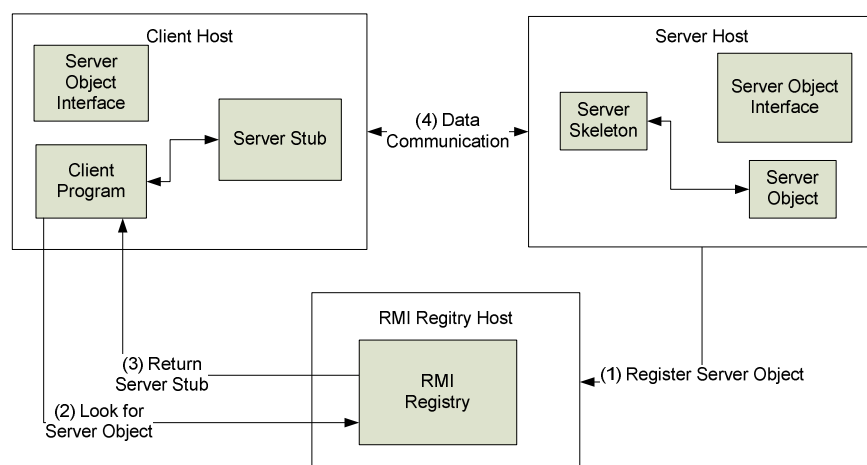 Client Host
Server
Object
Interface
Server Stub
Client
Program
(4) Data
Communication
Server Host
Server
Skeleton
Server Object
Interface
Server
Object
RMI Regitry Host
RMI
Registry
(3) Return
Server Stub
(2) Look for
Server Object
(1) Register Server Object